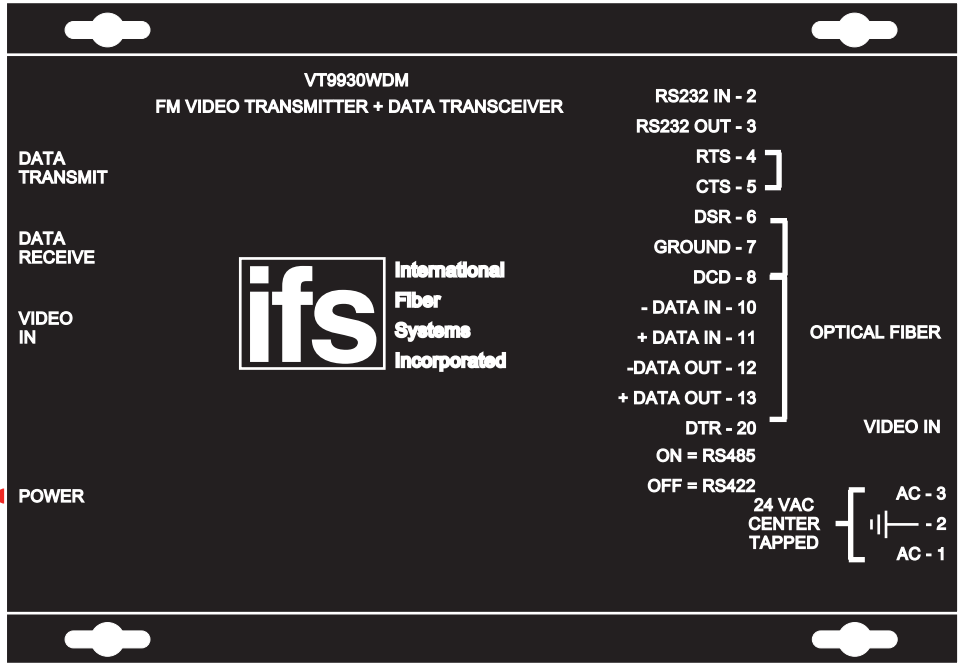 VT9930WDM
FM VIDEO TRANSMITTER + DATA TRANSCEIVER
DATA
TRANSMIT
DATA
RECEIVE
VIDEO
IN
POWER
ifs
International
Fiber
Systems
Incorporated
RS232 IN - 2
RS232 OUT - 3
RTS - 4
CTS - 5
DSR - 6
GROUND - 7
DCD - 8
- DATA IN - 10
+ DATA IN - 11
-DATA OUT - 12
+ DATA OUT - 13
DTR - 20
ON = RS485
OFF = RS422
OPTICAL FIBER
VIDEO IN
24 VAC
CENTER
TAPPED
AC - 3
- 2
AC - 1